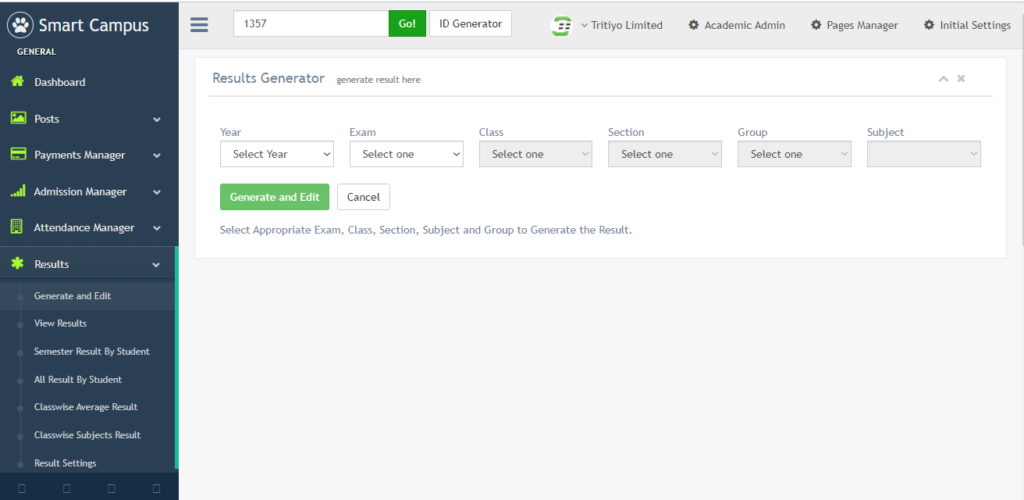 Smart Campus
1357 Go! ID Generator Tritiyo Limited Academic Admin Pages Manager Initial Settings
GENERAL
Dashboard
Posts
Payments Manager
Admission Manager
Attendance Manager
Results
Generate and Edit
View Results
Semester Result By Student
All Result By Student
Classwise Average Result
Classwise Subjects Result
Result Settings
Results Generator generate result here
Year Exam Class Section Group Subject
Select Year Select one Select one Select one Select one
Generate and Edit Cancel
Select Appropriate Exam, Class, Section, Subject and Group to Generate the Result.